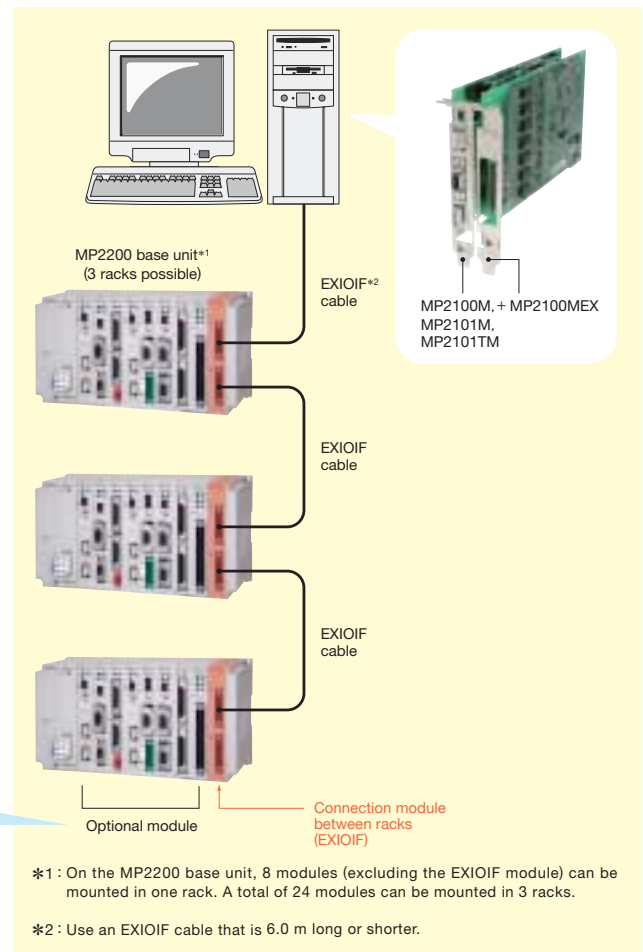 MP2200 base unit*1
(3 racks possible)
EXIOIF*2
cable
MP2100M, + MP2100MEX
MP2101M,
MP2101TM
EXIOIF
cable
EXIOIF
cable
Optional module
Connection module
between racks
(EXIOIF)
*1 : On the MP2200 base unit, 8 modules (excluding the EXIOIF module) can be
mounted in one rack. A total of 24 modules can be mounted in 3 racks.
*2 : Use an EXIOIF cable that is 6.0 m long or shorter.